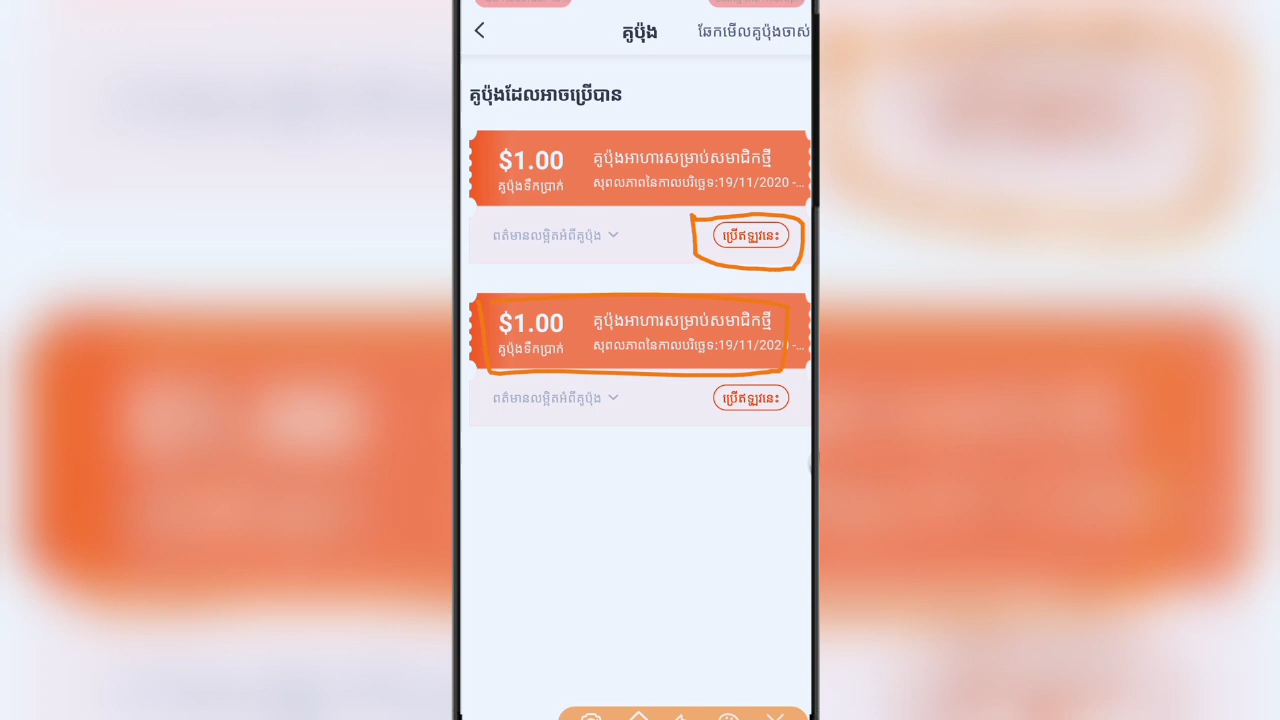 គូប៉ុង
ឆែកមើលគូប៉ុងចាស់
គូប៉ុងដែលអាចប្រើបាន
$1.00
គូប៉ុងទឹកប្រាក់
គូប៉ុងអាហារសម្រាប់សមាជិកថ្មី
សុពលភាពនៃកាលបរិច្ឆេទ:19/11/2020 -...
ពត៌មានលម្អិតអំពីគូប៉ុង
ប្រើឥឡូវនេះ
$1.00
គូប៉ុងទឹកប្រាក់
គូប៉ុងអាហារសម្រាប់សមាជិកថ្មី
សុពលភាពនៃកាលបរិច្ឆេទ:19/11/2020 -...
ពត៌មានលម្អិតអំពីគូប៉ុង
ប្រើឥឡូវនេះ